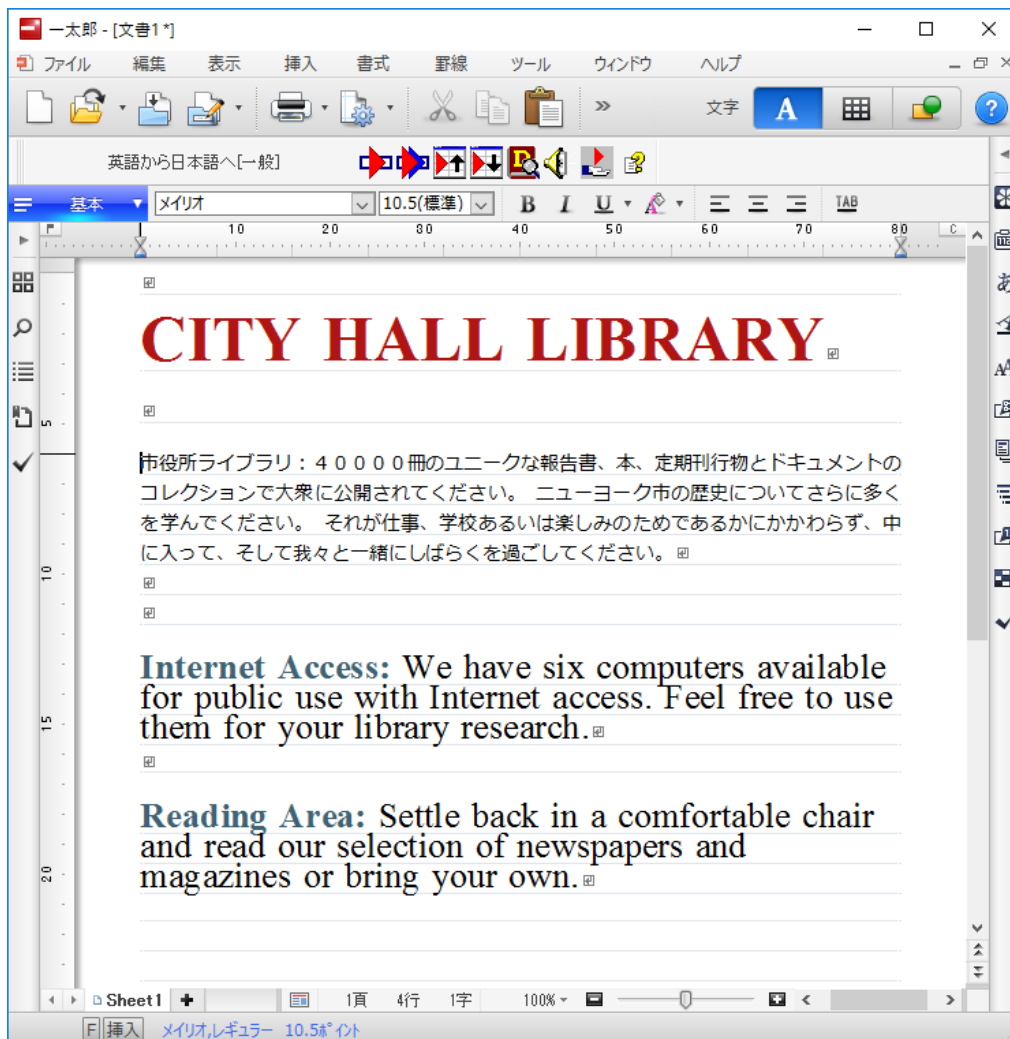 一太郎 - [文書1 *]
ファイル 編集 表示 挿入 書式 罫線 ツール ウィンドウ ヘルプ
文字 A ?
英語から日本語へ[一般]
基本 メイリオ 10.5(標準) B I U A TAB
10 20 30 40 50 60 70 80 C
CITY HALL LIBRARY
市役所ライブラリ：４００００冊のユニークな報告書、本、定期刊行物とドキュメントの
コレクションで大衆に公開されてください。 ニューヨーク市の歴史についてさらに多く
を学んでください。 それが仕事、学校あるいは楽しみのためであるかにかかわらず、中
に入って、そして我々と一緒にしばらくを過ごしてください。
Internet Access: We have six computers available
for public use with Internet access. Feel free to use
them for your library research.
Reading Area: Settle back in a comfortable chair
and read our selection of newspapers and
magazines or bring your own.
5
10
15
20
Sheet1 1頁 4行 1字 100%
F 挿入 メイリオ,レギュラー 10.5ﾎﾟｲﾝﾄ